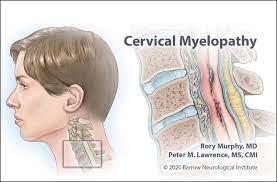 Cervical Myelopathy
Rory Murphy, MD
Peter M. Lawrence, MS, CMI
© 2020 Barrow Neurological Institute